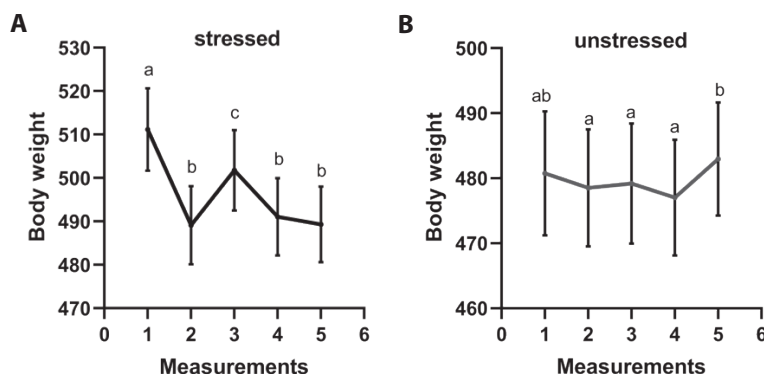 A
stressed
Body weight
530
520
510
500
490
480
470
a
b
c
b
b
0 1 2 3 4 5 6
Measurements
B
unstressed
Body weight
500
490
480
470
460
ab
a
a
a
b
0 1 2 3 4 5 6
Measurements